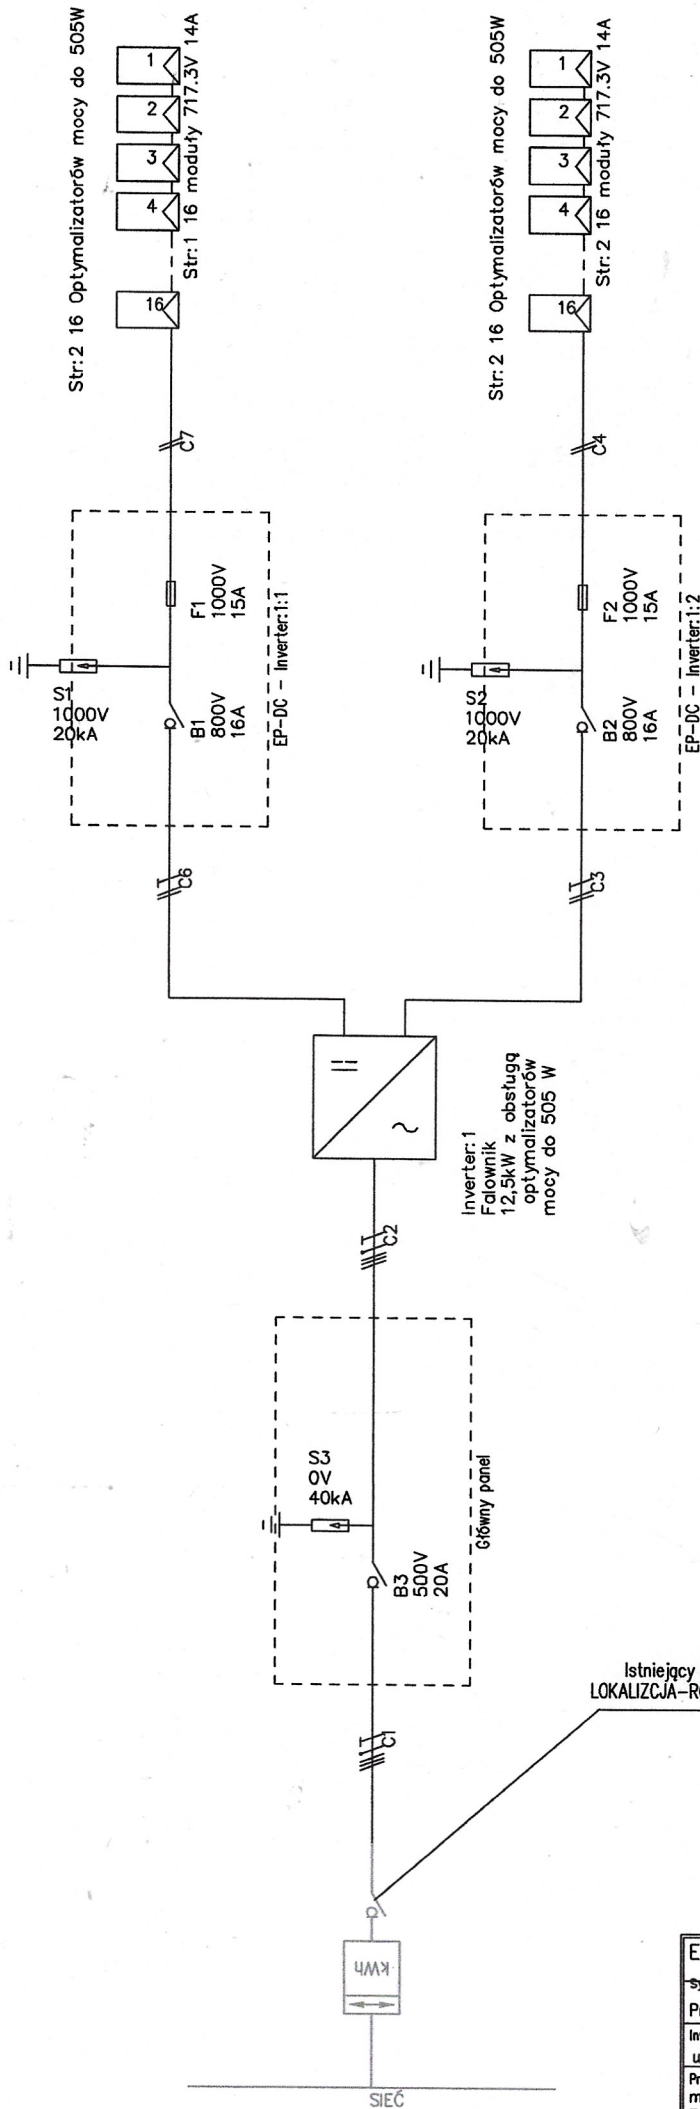 Str:2 16 Optymalizatorów mocy do 505W
1
2
3
4
16
Str:1 16 moduły 717.3V 14A
C7
S1
1000V
20kA
F1
1000V
15A
B1
800V
16A
EP-DC - Inverter:1:1
C6
Str:2 16 Optymalizatorów mocy do 505W
1
2
3
4
16
Str:2 16 moduły 717.3V 14A
C4
S2
1000V
20kA
F2
1000V
15A
B2
800V
16A
EP-DC - Inverter:1:2
C3
Inverter:1
Falownik
12,5kW z obsługą
optymalizatorów
mocy do 505 W
C2
S3
0V
40kA
B3
500V
20A
Główny panel
C1
Istniejący
LOKALIZCJA-R
kWh
SIEĆ
E
P
m